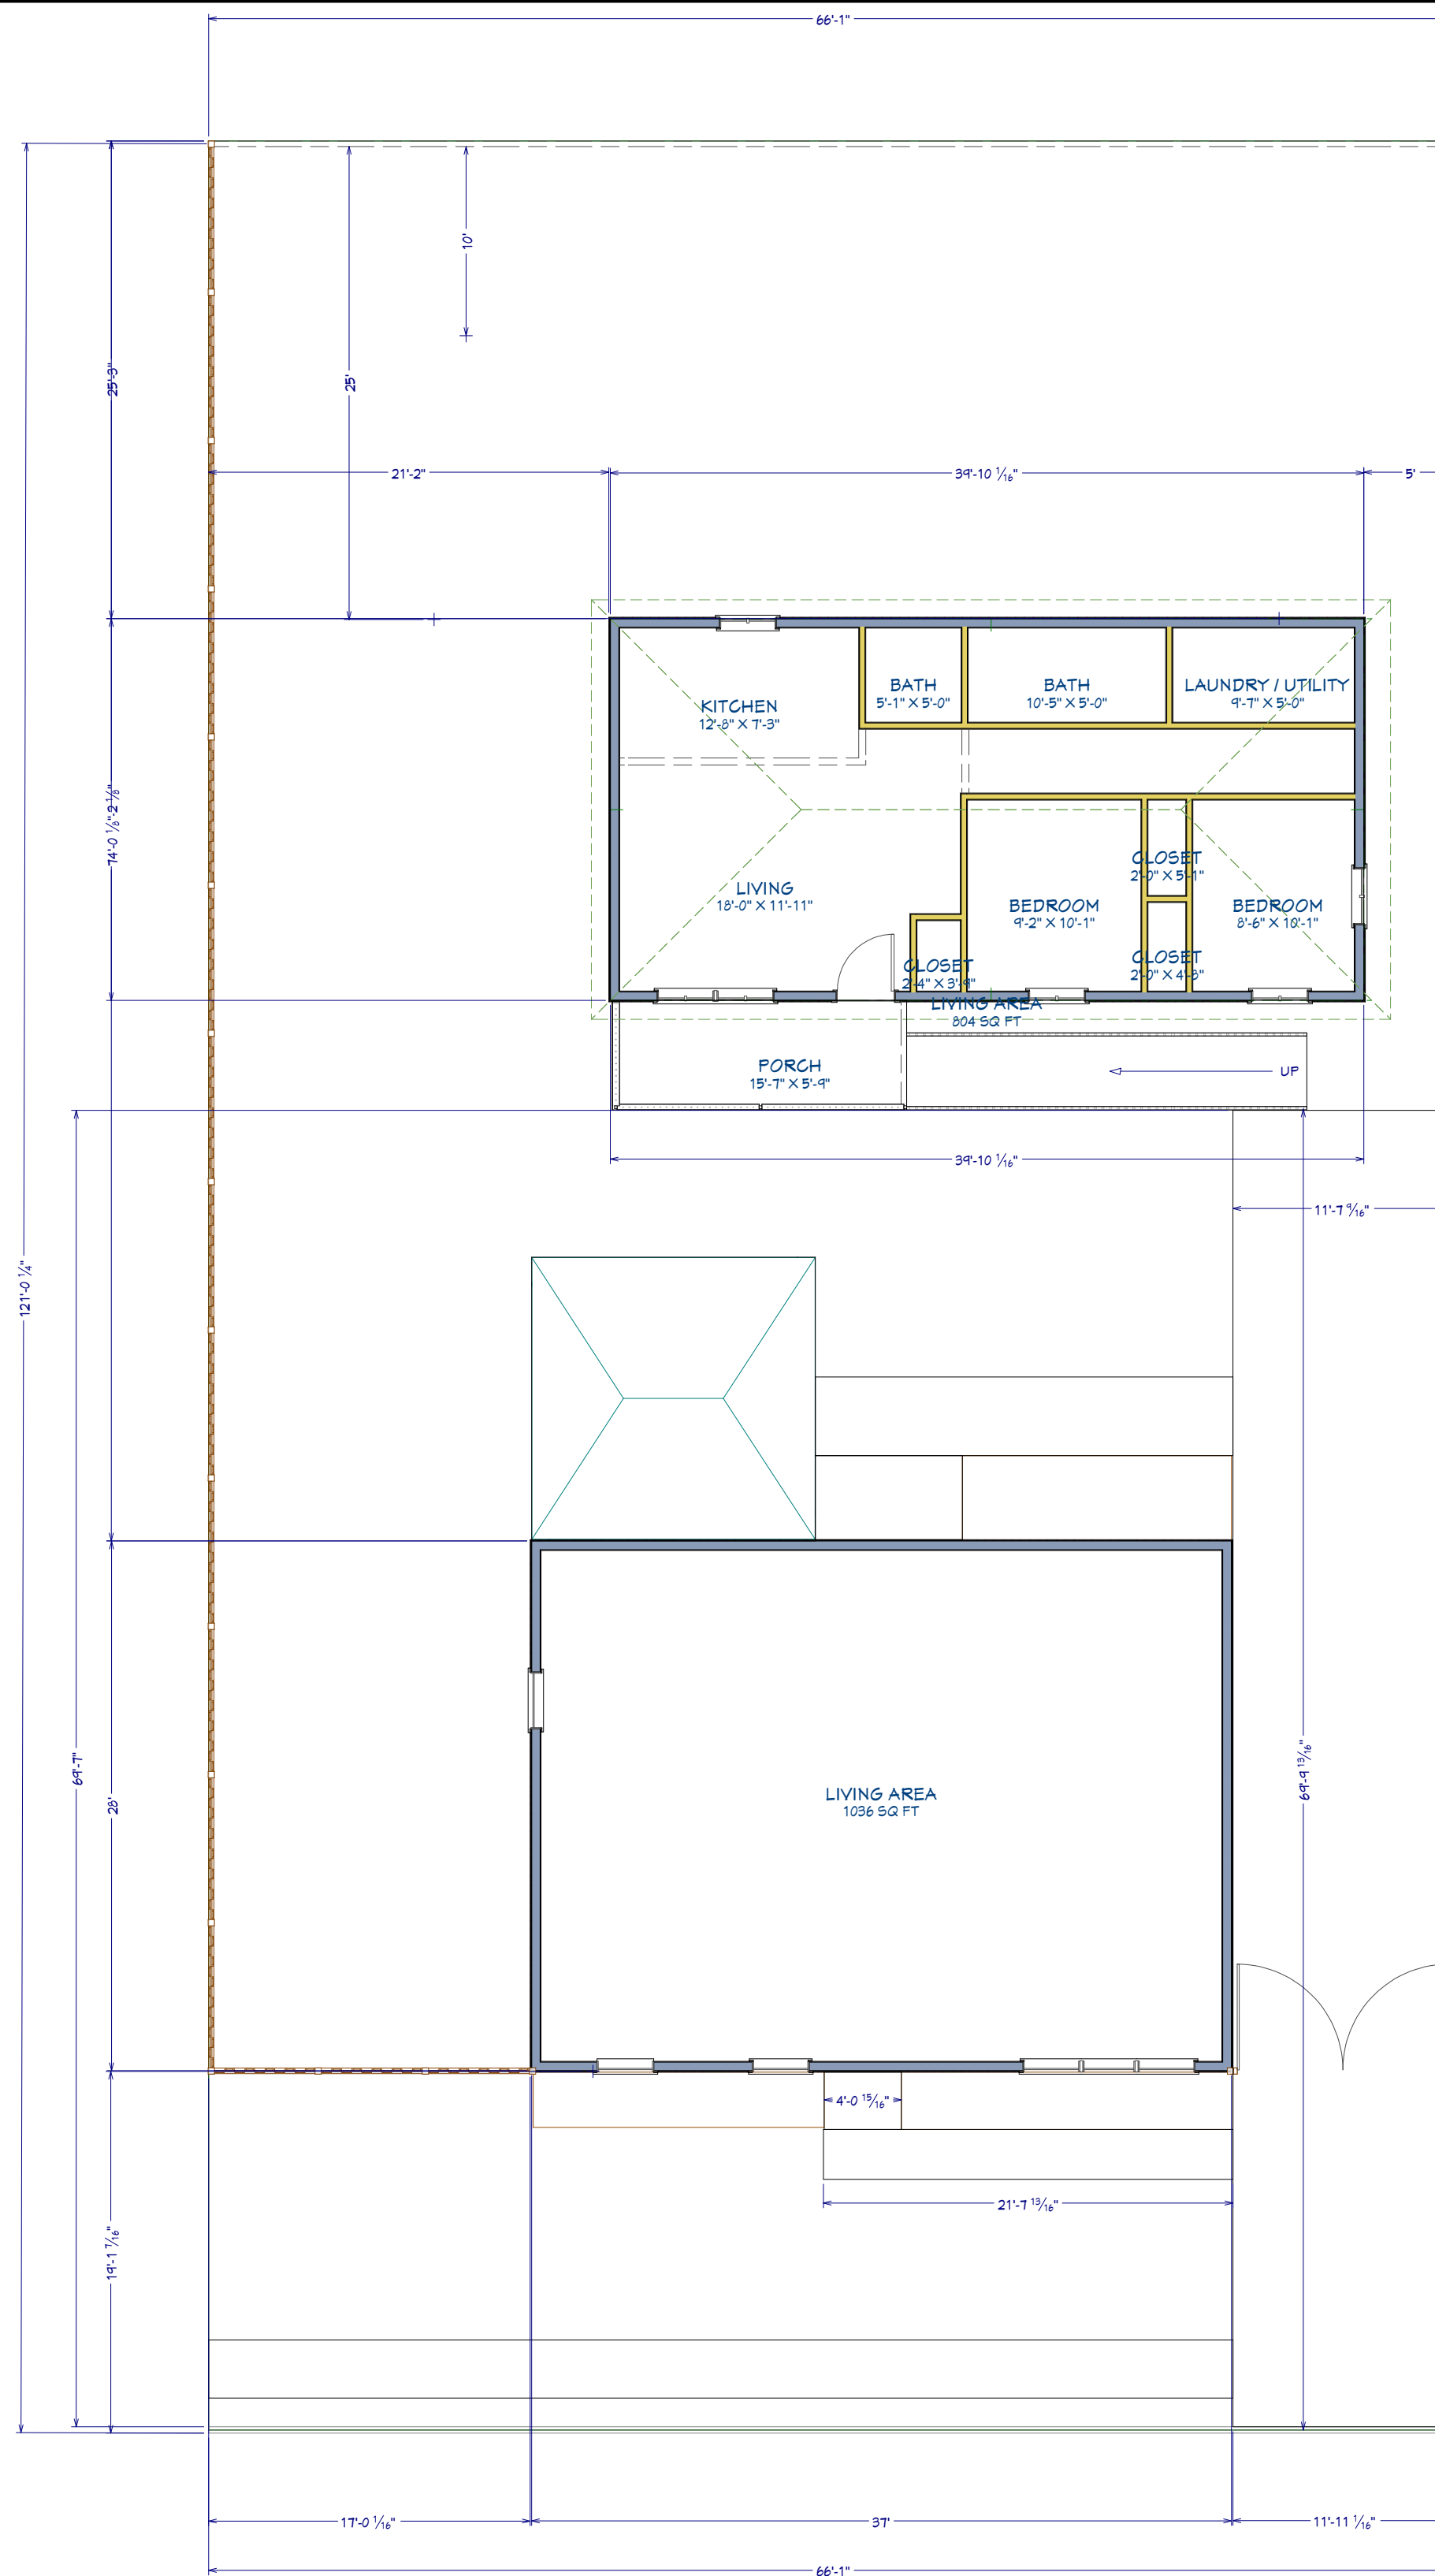 66'-1"
10'
25'-3"
25'
21'-2"
39'-10 1/16"
5'
BATH
5'-1" X 5'-0"
BATH
10'-5" X 5'-0"
LAUNDRY / UTILITY
9'-7" X 5'-0"
KITCHEN
12'-8" X 7'-3"
CLOSET
2'-0" X 5'-1"
LIVING
18'-0" X 11'-11"
BEDROOM
9'-2" X 10'-1"
BEDROOM
8'-6" X 10'-1"
CLOSET
2'-4" X 3'-9"
CLOSET
LIVING AREA
804 SQ FT
PORCH
15'-7" X 5'-9"
UP
39'-10 1/16"
11'-7 9/16"
121'-0 1/4"
69'-7"
28'
LIVING AREA
1036 SQ FT
69'-9 13/16"
4'-0 15/16"
21'-7 13/16"
19'-1 7/16"
17'-0 1/16"
37'
11'-11 1/16"
66'-1"